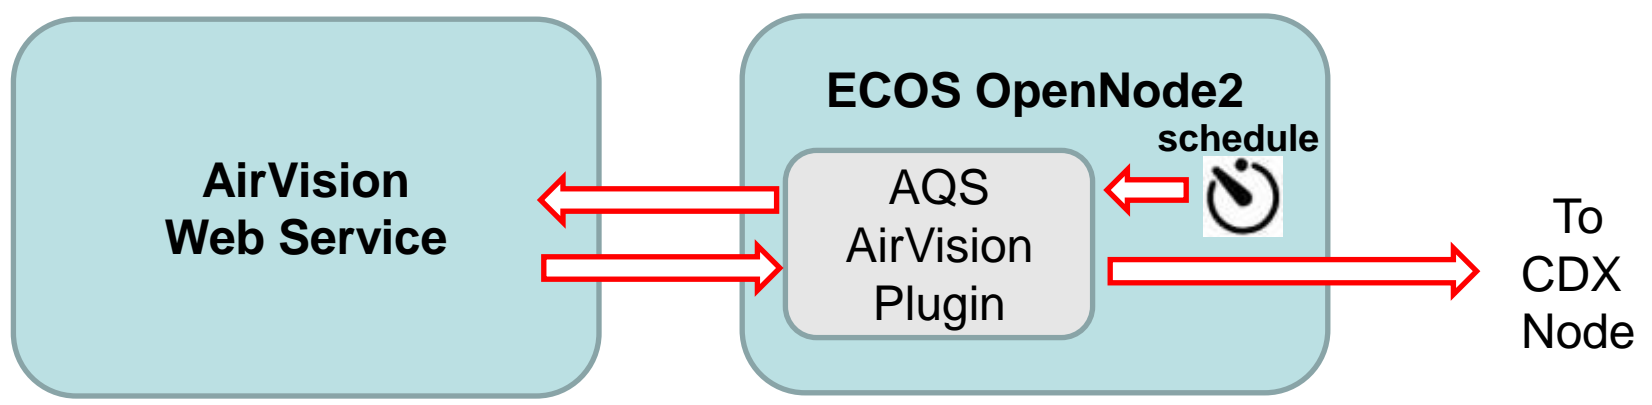 AirVision
Web Service
ECOS OpenNode2
schedule
AQS
AirVision
Plugin
To
CDX
Node